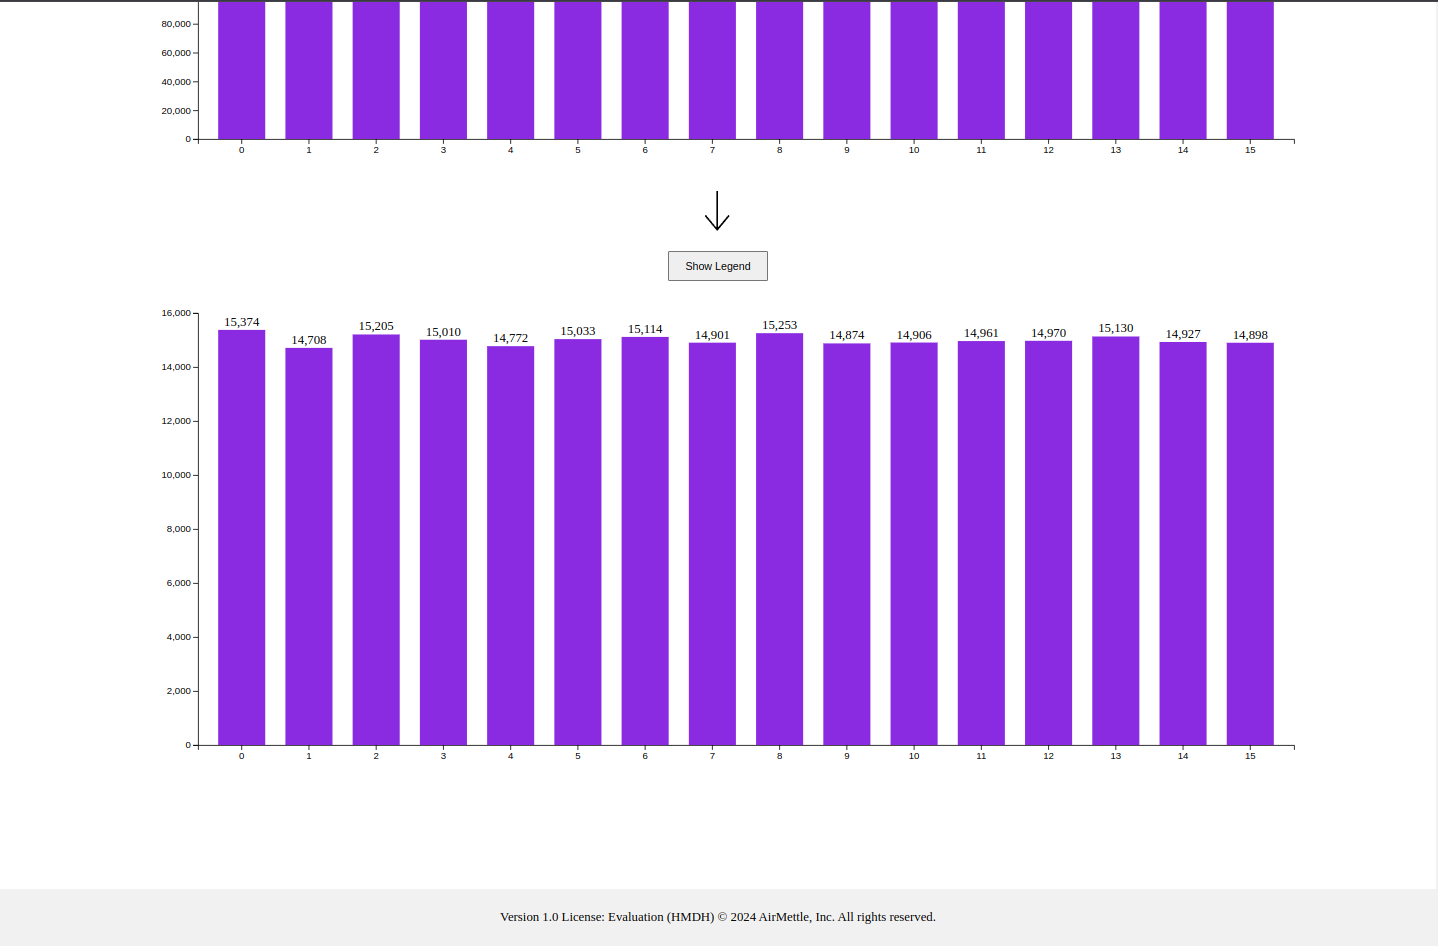 80,000
60,000
40,000
20,000
0
0 1 2 3 4 5 6 7 8 9 10 11 12 13 14 15
Show Legend
16,000
14,000
12,000
10,000
8,000
6,000
4,000
2,000
0
15,374 14,708 15,205 15,010 14,772 15,033 15,114 14,901 15,253 14,874 14,906 14,961 14,970 15,130 14,927 14,898
0 1 2 3 4 5 6 7 8 9 10 11 12 13 14 15
Version 1.0 License: Evaluation (HMDH) © 2024 AirMettle, Inc. All rights reserved.